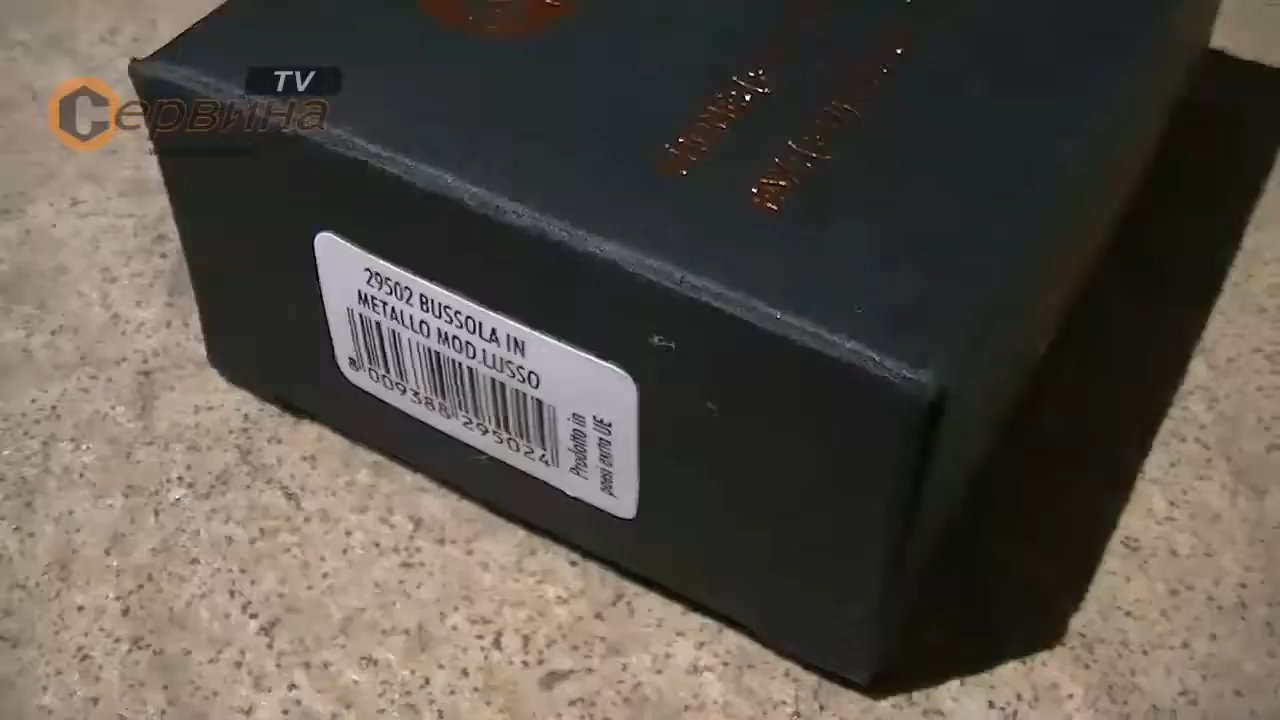 TV
Сервина
29502 BUSSOLA IN
METALLO MOD.LUSSO
8 009388 295024
Prodotto in
paesi extra UE